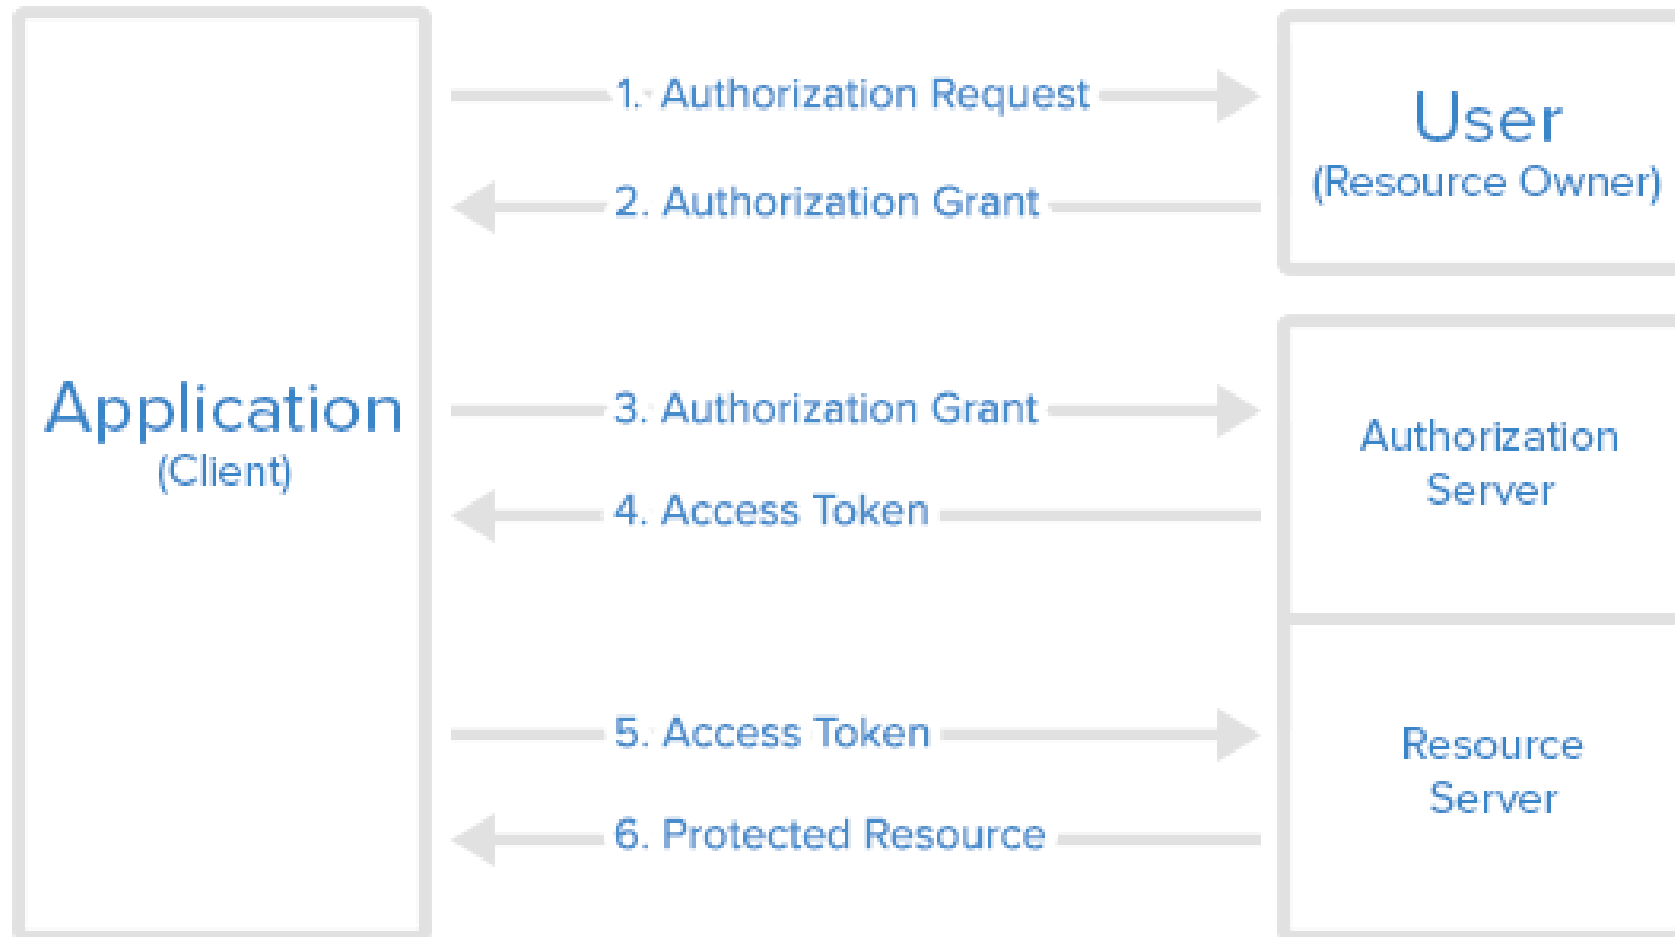 1. Authorization Request
User
(Resource Owner)
2. Authorization Grant
Application
(Client)
3. Authorization Grant
Authorization
Server
4. Access Token
5. Access Token
Resource
Server
6. Protected Resource